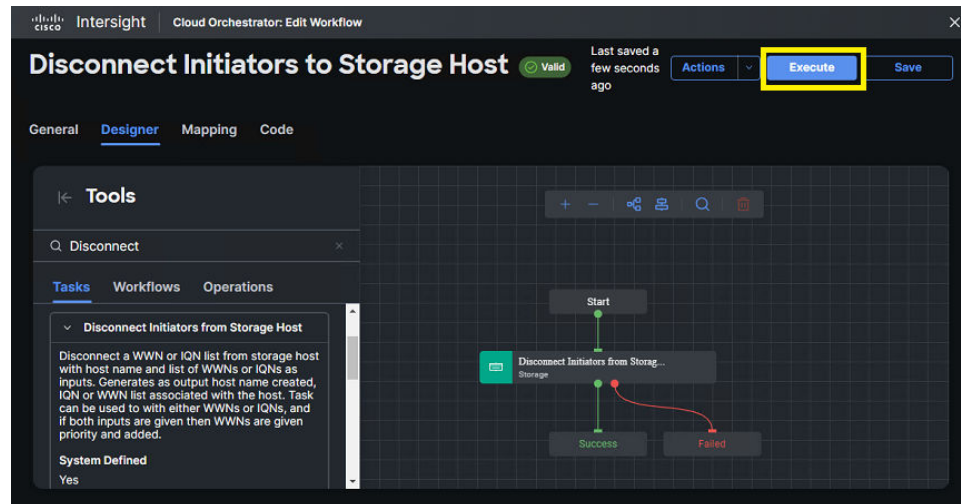 cisco Intersight Cloud Orchestrator: Edit Workflow
Disconnect Initiators to Storage Host Valid
Last saved a
few seconds
ago
Actions
Execute
Save
General Designer Mapping Code
Tools
Disconnect
Tasks Workflows Operations
Disconnect Initiators from Storage Host
Disconnect a WWN or IQN list from storage host
with host name and list of WWNs or IQNs as
inputs. Generates as output host name created,
IQN or WWN list associated with the host. Task
can be used to with either WWNs or IQNs, and
if both inputs are given then WWNs are given
priority and added.
System Defined
Yes
Start
Disconnect Initiators from Storag...
Storage
Success
Failed